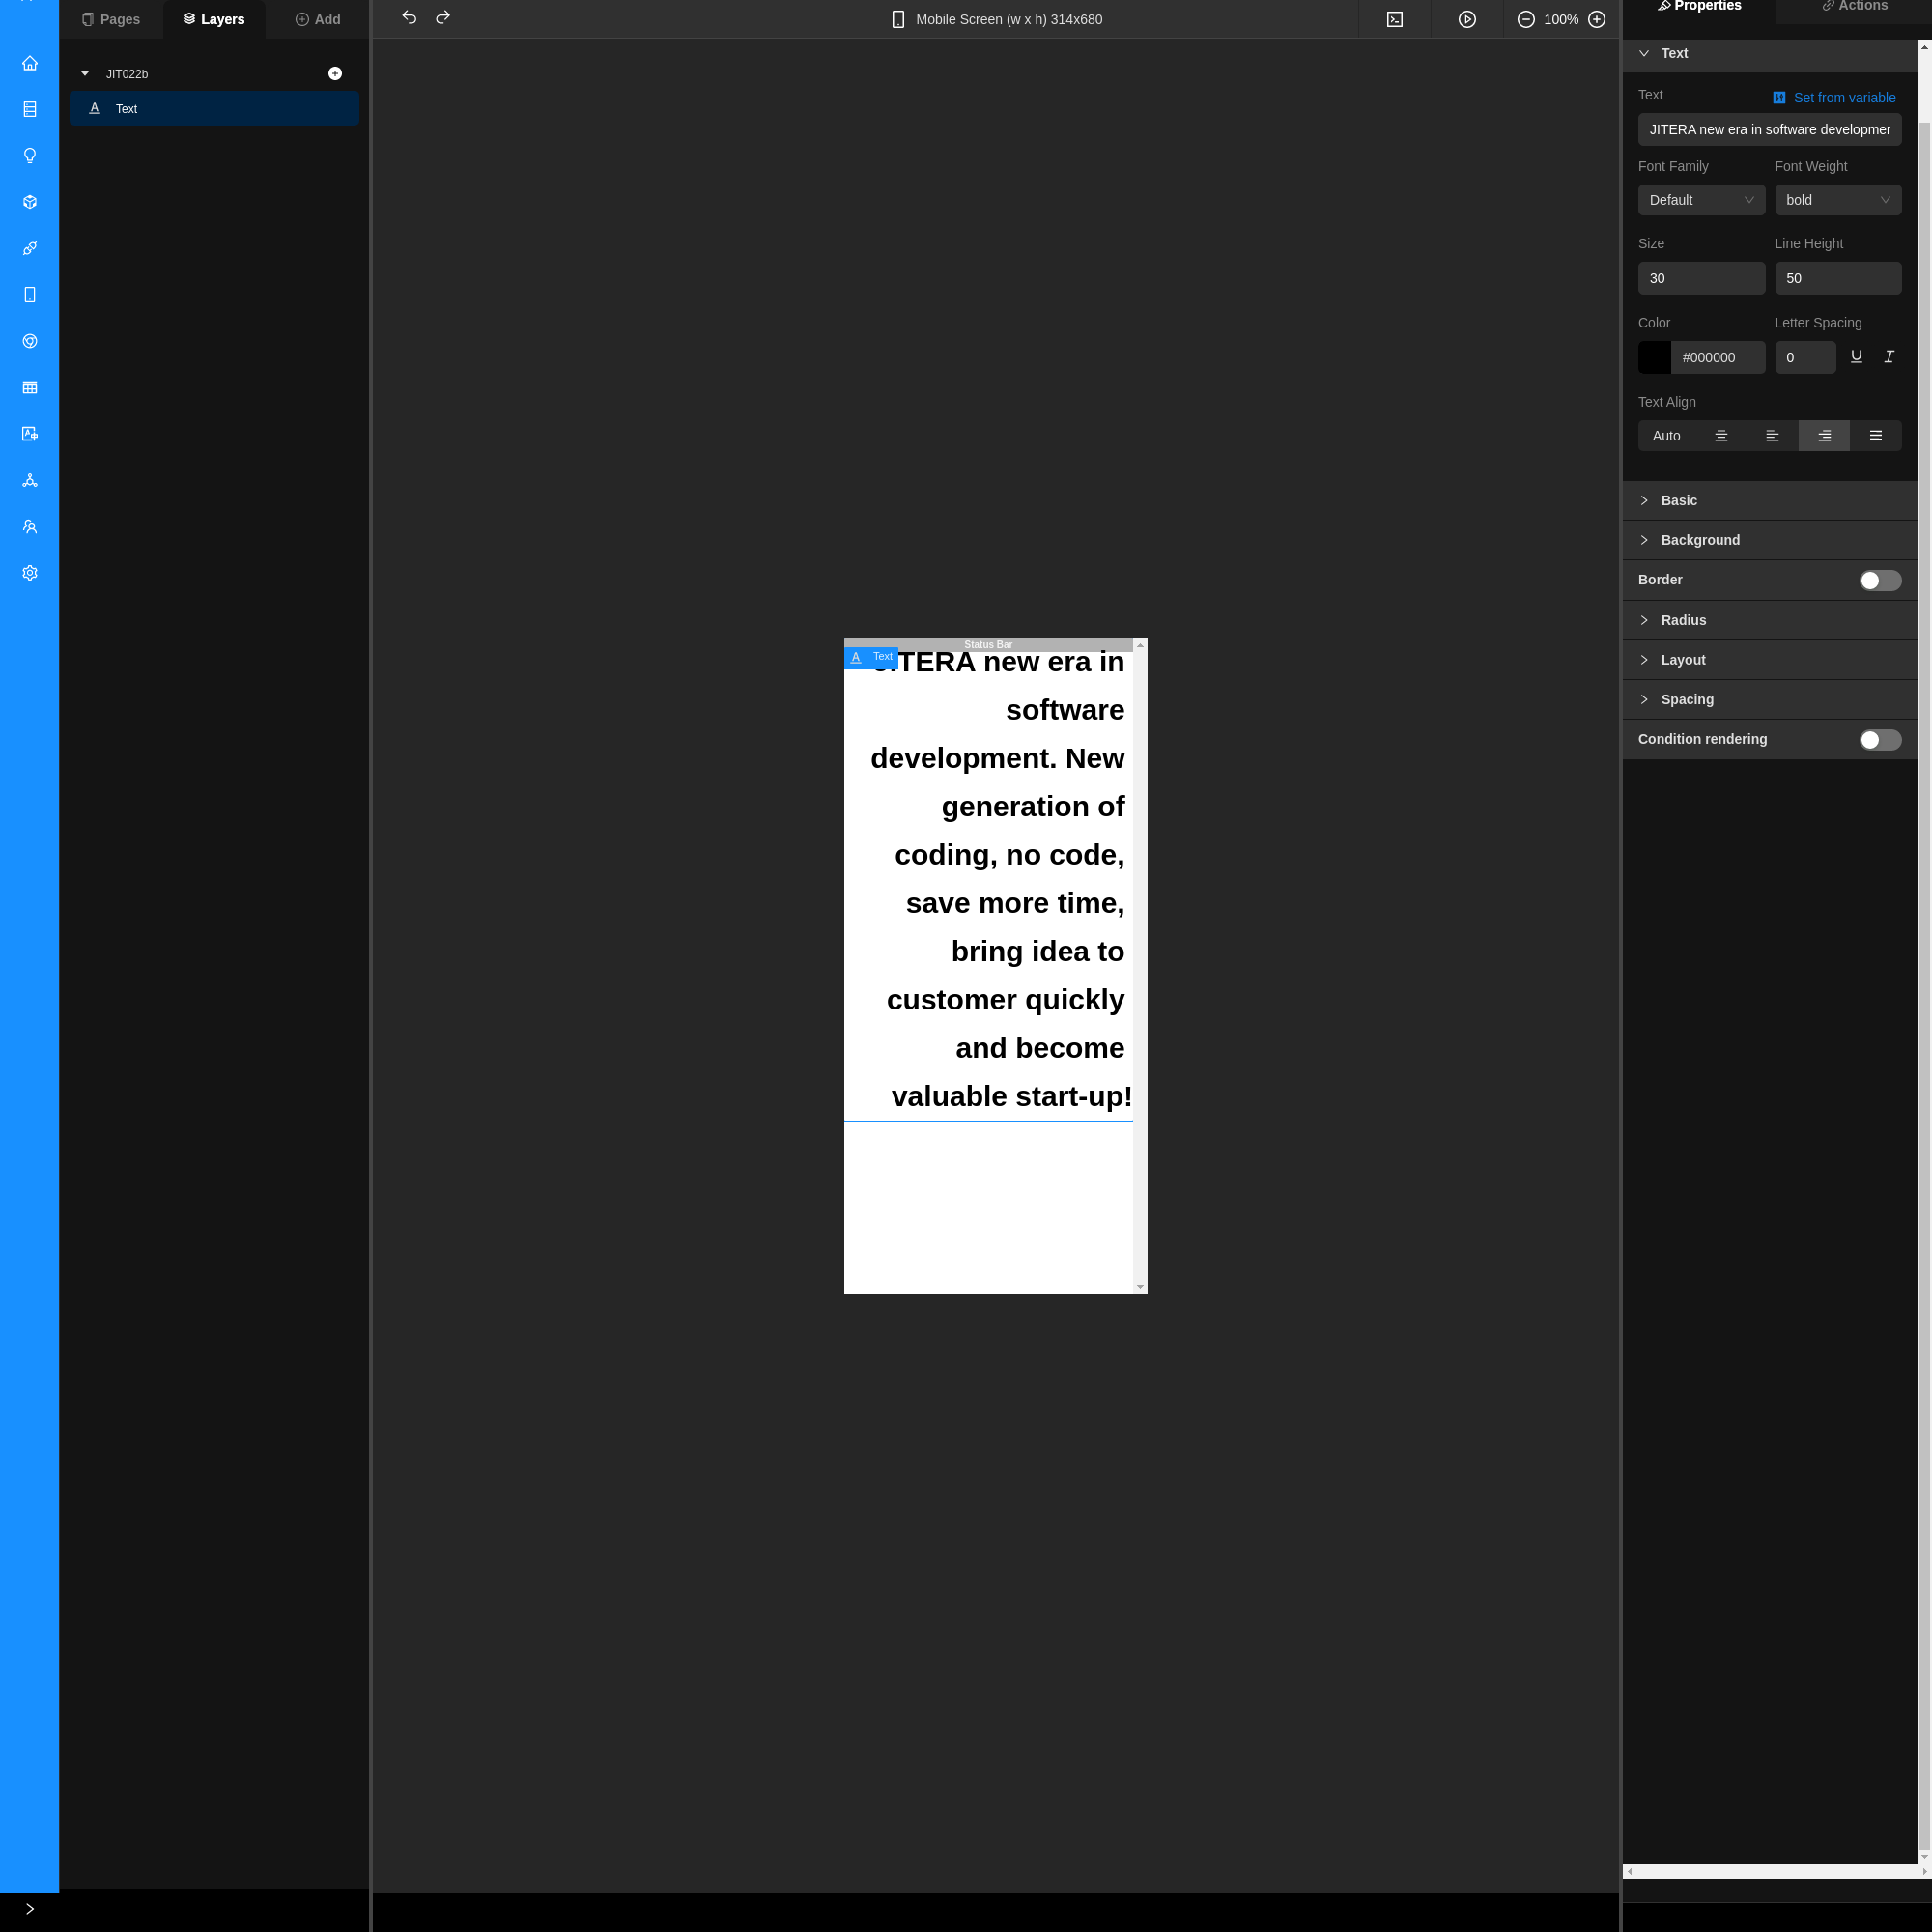 Pages
Layers
Add
Mobile Screen (w x h) 314x680
100%
Properties
Actions
JIT022b
Text
Text
Text
Set from variable
JITERA new era in software developmer
Font Family
Font Weight
Default
bold
Size
Line Height
30
50
Color
Letter Spacing
#000000
0
Text Align
Auto
Basic
Background
Border
Radius
Layout
Spacing
Condition rendering
Status Bar
Text
JITERA new era in
software
development. New
generation of
coding, no code,
save more time,
bring idea to
customer quickly
and become
valuable start-up!